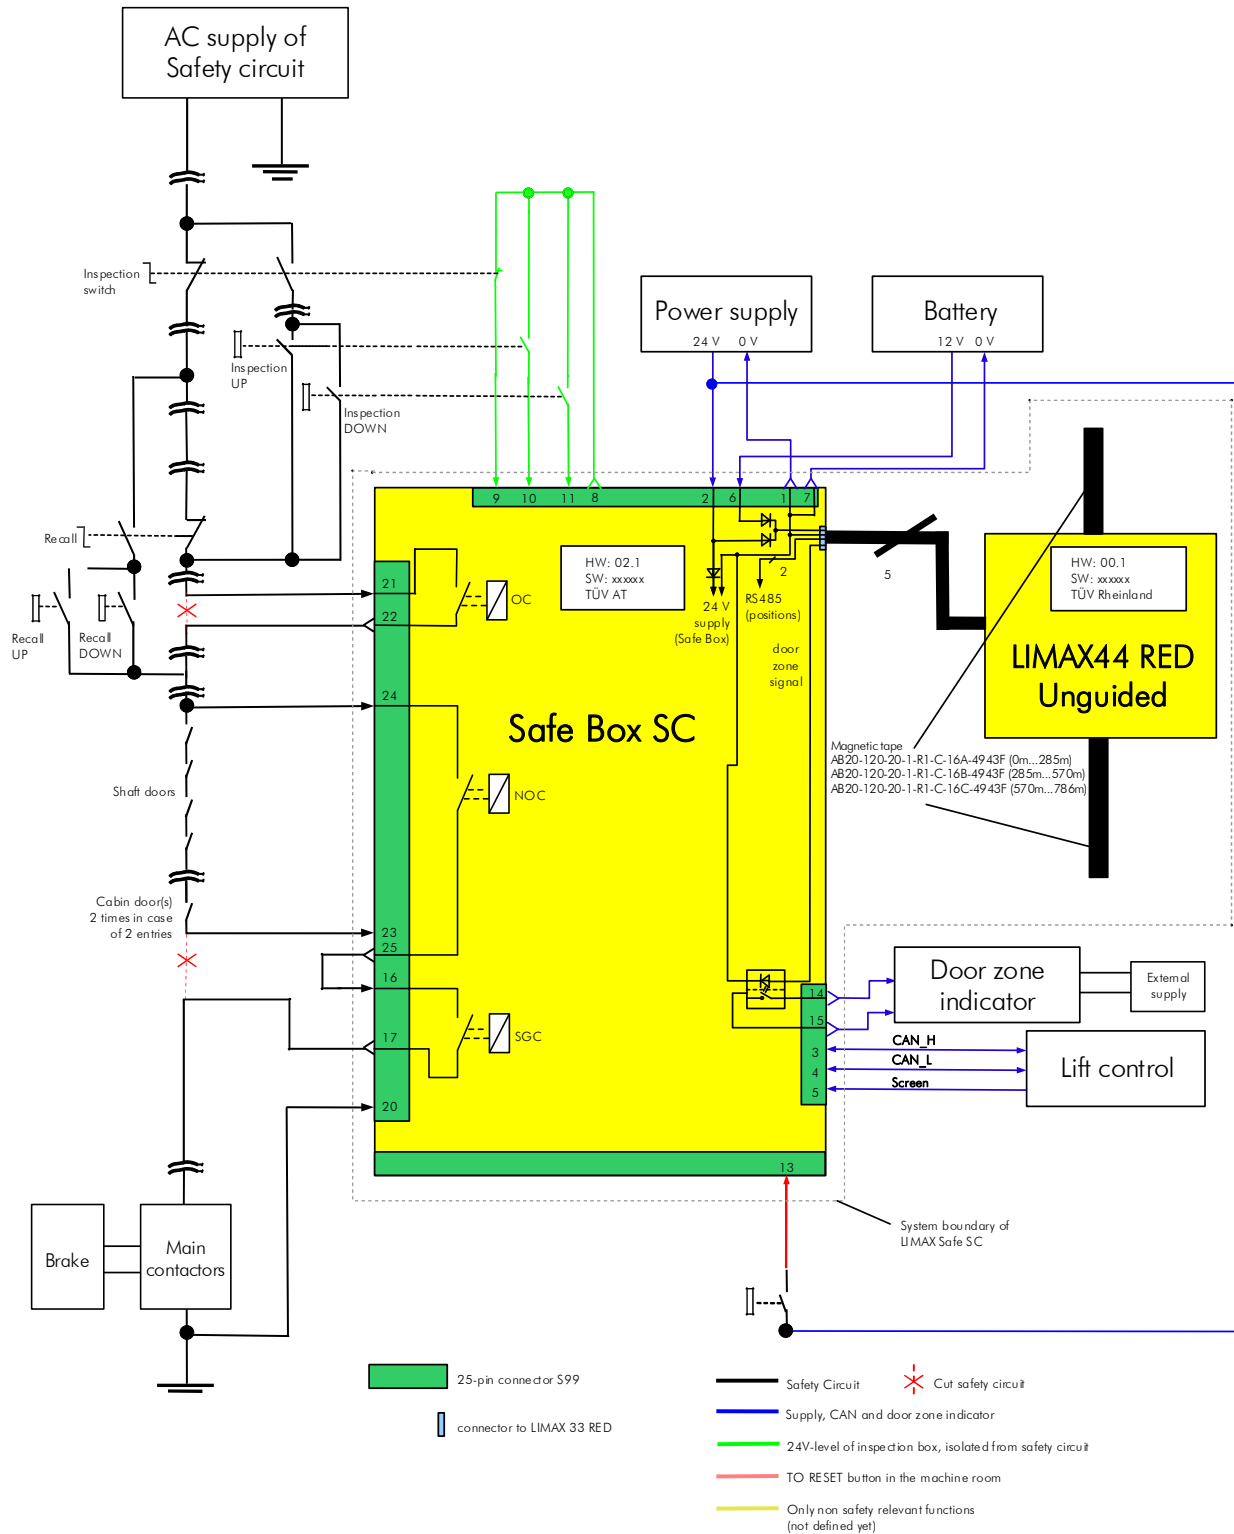 AC supply of
Safety circuit
Inspection
switch
Inspection
UP
Inspection
DOWN
Power supply
24 V 0 V
Battery
12 V 0 V
9 10 11 8 2 6 1 7
Recall
Recall
UP
Recall
DOWN
21
22
OC
HW: 02.1
SW: xxxxxx
TÜV AT
24 V
supply
(Safe Box)
2
RS485
(positions)
door
zone
signal
5
HW: 00.1
SW: xxxxxx
TÜV Rheinland
LIMAX44 RED
Unguided
24
Safe Box SC
Magnetic tape
AB20-120-20-1-R1-C-16A-4943F (0m...285m)
AB20-120-20-1-R1-C-16B-4943F (285m...570m)
AB20-120-20-1-R1-C-16C-4943F (570m...786m)
Shaft doors
NOC
Cabin door(s)
2 times in case
of 2 entries
23
25
16
17
SGC
20
14
15
3
4
5
Door zone
indicator
External
supply
CAN_H
CAN_L
Screen
Lift control
13
System boundary of
LIMAX Safe SC
Brake
Main
contactors
25-pin connector S99
connector to LIMAX 33 RED
Safety Circuit
Cut safety circuit
Supply, CAN and door zone indicator
24V-level of inspection box, isolated from safety circuit
TO RESET button in the machine room
Only non safety relevant functions
(not defined yet)